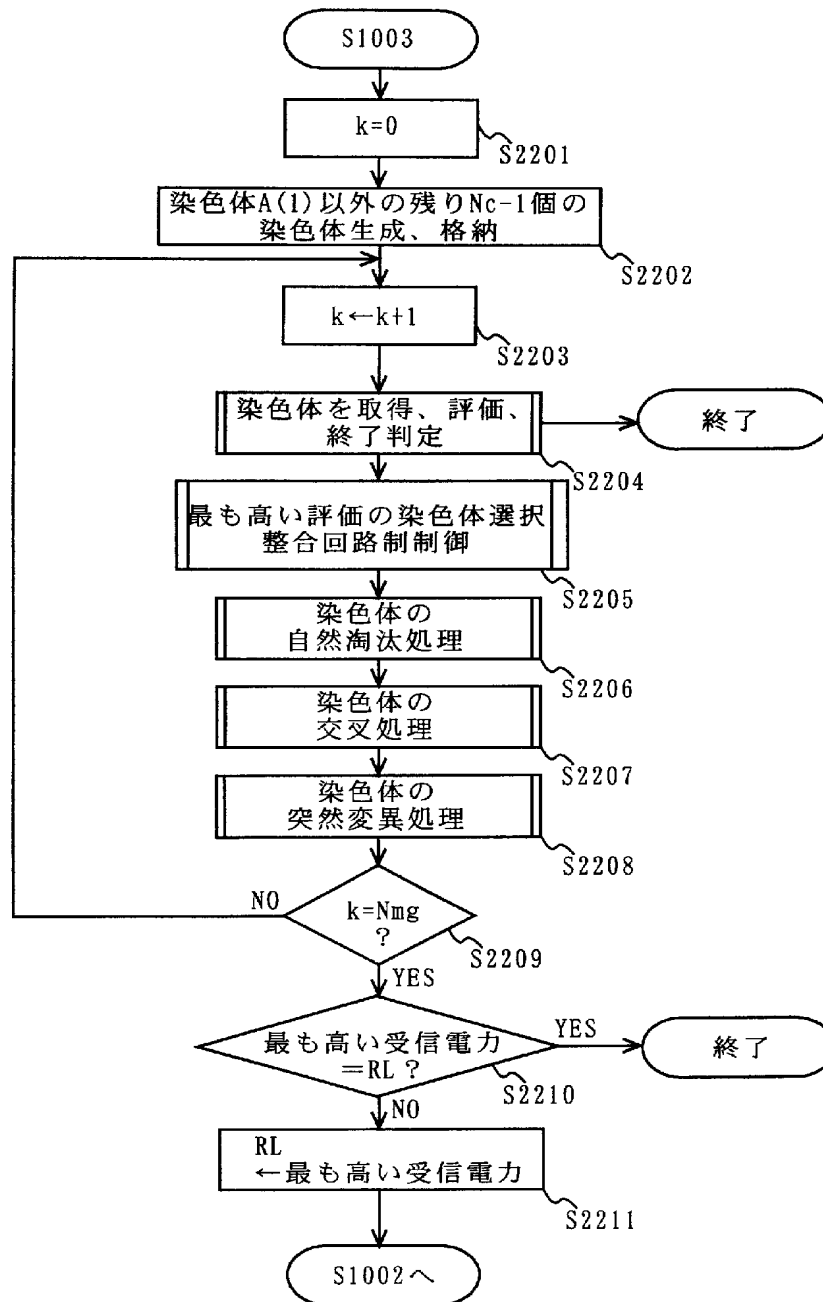 S1003
k=0
S2201
染色体A(1)以外の残りNc-1個の
染色体生成、格納
S2202
k←k+1
S2203
染色体を取得、評価、
終了判定
終了
S2204
最も高い評価の染色体選択
整合回路制制御
S2205
染色体の
自然淘汰処理
S2206
染色体の
交叉処理
S2207
染色体の
突然変異処理
S2208
NO
k=Nmg
?
S2209
YES
最も高い受信電力
=RL?
YES
終了
S2210
NO
RL
←最も高い受信電力
S2211
S1002へ